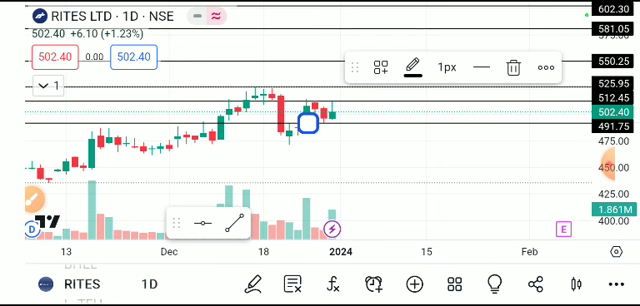 RITES LTD · 1D · NSE
602.30
502.40 +6.10 (+1.23%)
581.05
502.40 0.00 502.40
1px
550.25
1
525.95
512.45
502.40
491.75
475.00
450.00
425.00
1.861M
400.00
D
E
13 Dec 18 2024 15 Feb
BHEL
RITES 1D